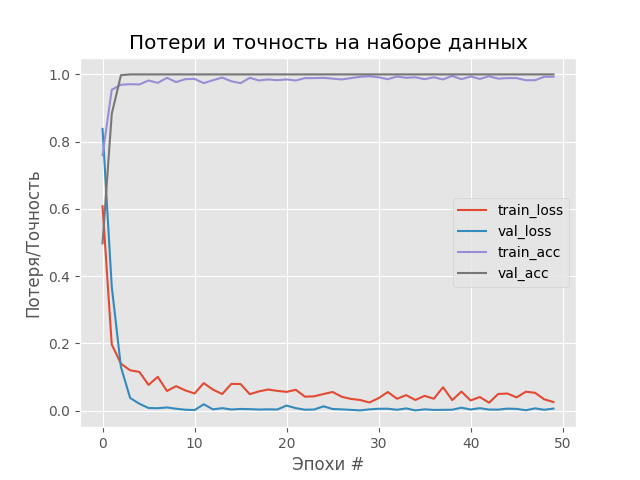 Потери и точность на наборе данных
Потеря/Точность
1.0
0.8
0.6
0.4
0.2
0.0
train_loss
val_loss
train_acc
val_acc
0
10
20
30
40
50
Эпохи #